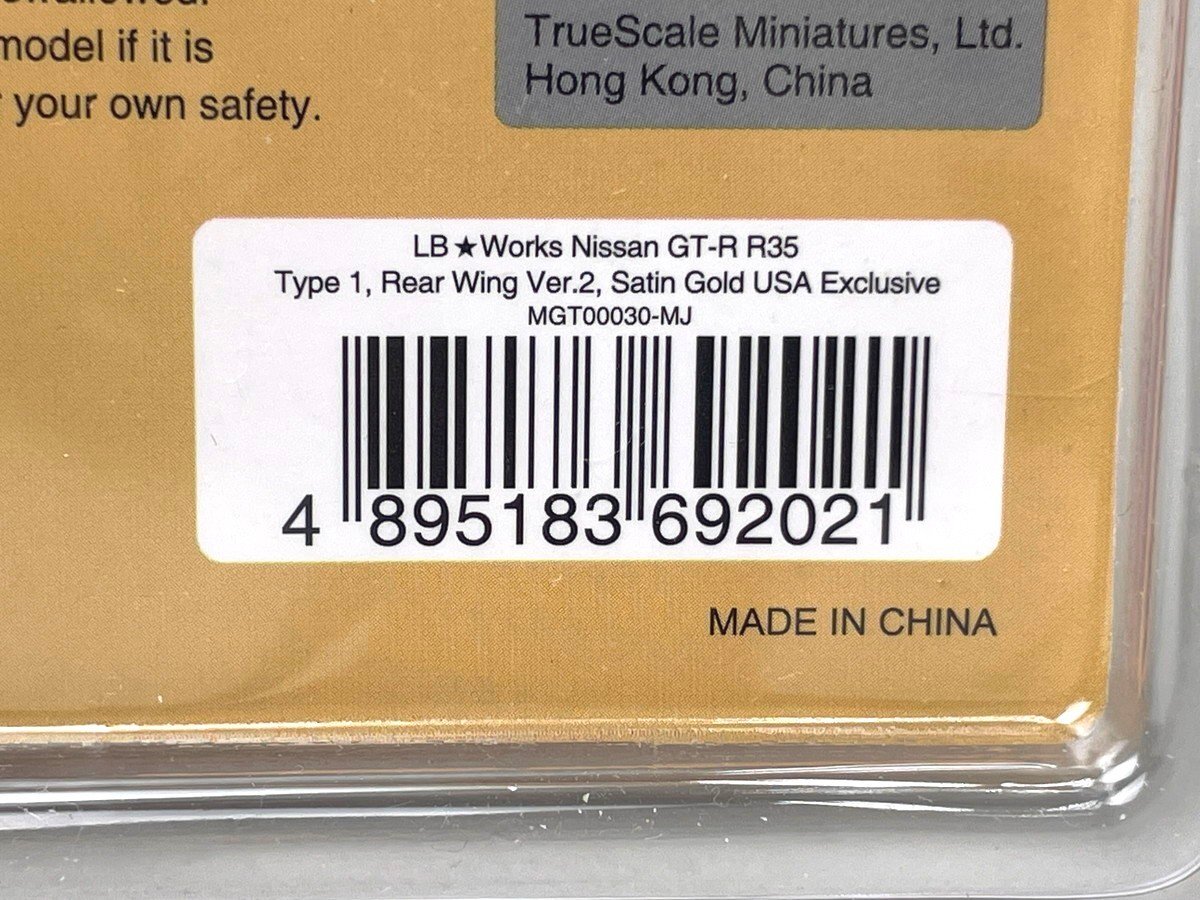 model if it is
your own safety.
TrueScale Miniatures, Ltd.
Hong Kong, China
LB★Works Nissan GT-R R35
Type 1, Rear Wing Ver.2, Satin Gold USA Exclusive
MGT00030-MJ
4 895183 692021
MADE IN CHINA